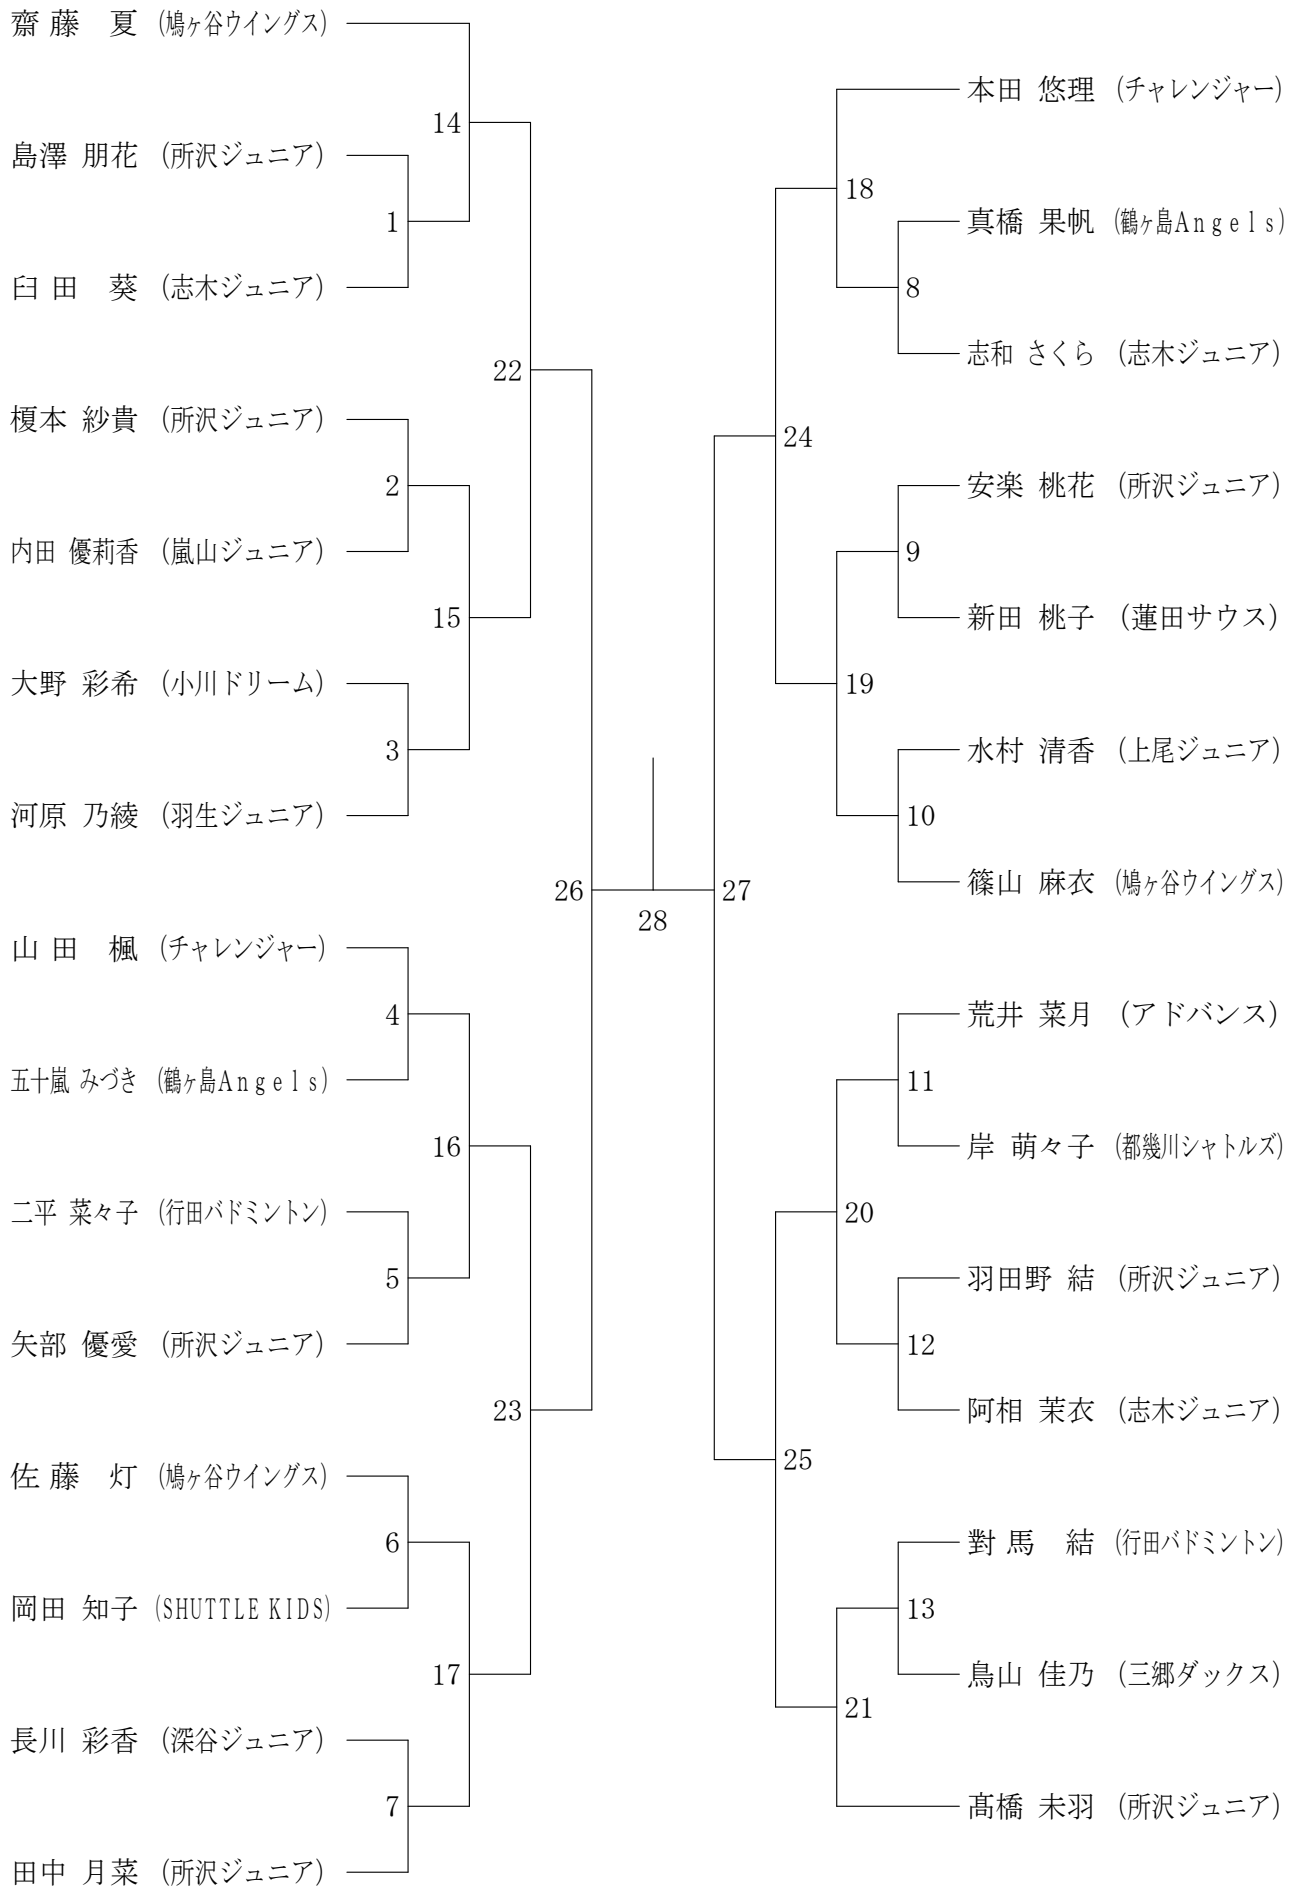 齋藤 夏 (鳩ヶ谷ウイングス)
14
島澤 朋花 (所沢ジュニア)
1
臼田 葵 (志木ジュニア)
22
榎本 紗貴 (所沢ジュニア)
2
内田 優莉香 (嵐山ジュニア)
15
大野 彩希 (小川ドリーム)
3
河原 乃綾 (羽生ジュニア)
26
山田 楓 (チャレンジャー)
4
五十嵐 みづき (鶴ヶ島Angels)
16
二平 菜々子 (行田バドミントン)
5
矢部 優愛 (所沢ジュニア)
23
佐藤 灯 (鳩ヶ谷ウイングス)
6
岡田 知子 (SHUTTLE KIDS)
17
長川 彩香 (深谷ジュニア)
7
田中 月菜 (所沢ジュニア)
28
本田 悠理 (チャレンジャー)
18
真橋 果帆 (鶴ヶ島Angels)
8
志和 さくら (志木ジュニア)
24
安楽 桃花 (所沢ジュニア)
9
新田 桃子 (蓮田サウス)
19
水村 清香 (上尾ジュニア)
10
篠山 麻衣 (鳩ヶ谷ウイングス)
27
荒井 菜月 (アドバンス)
11
岸 萌々子 (都幾川シャトルズ)
20
羽田野 結 (所沢ジュニア)
12
阿相 茉衣 (志木ジュニア)
25
對馬 結 (行田バドミントン)
13
鳥山 佳乃 (三郷ダックス)
21
髙橋 未羽 (所沢ジュニア)